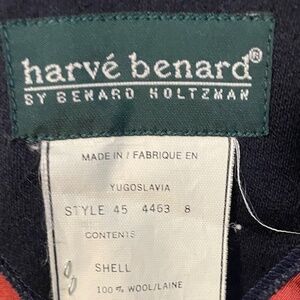 harvé benard®
BY BENARD HOLTZMAN
MADE IN / FABRIQUE EN
YUGOSLAVIA
STYLE 45 4463 8
CONTENTS
SHELL
100 % WOOL/LAINE